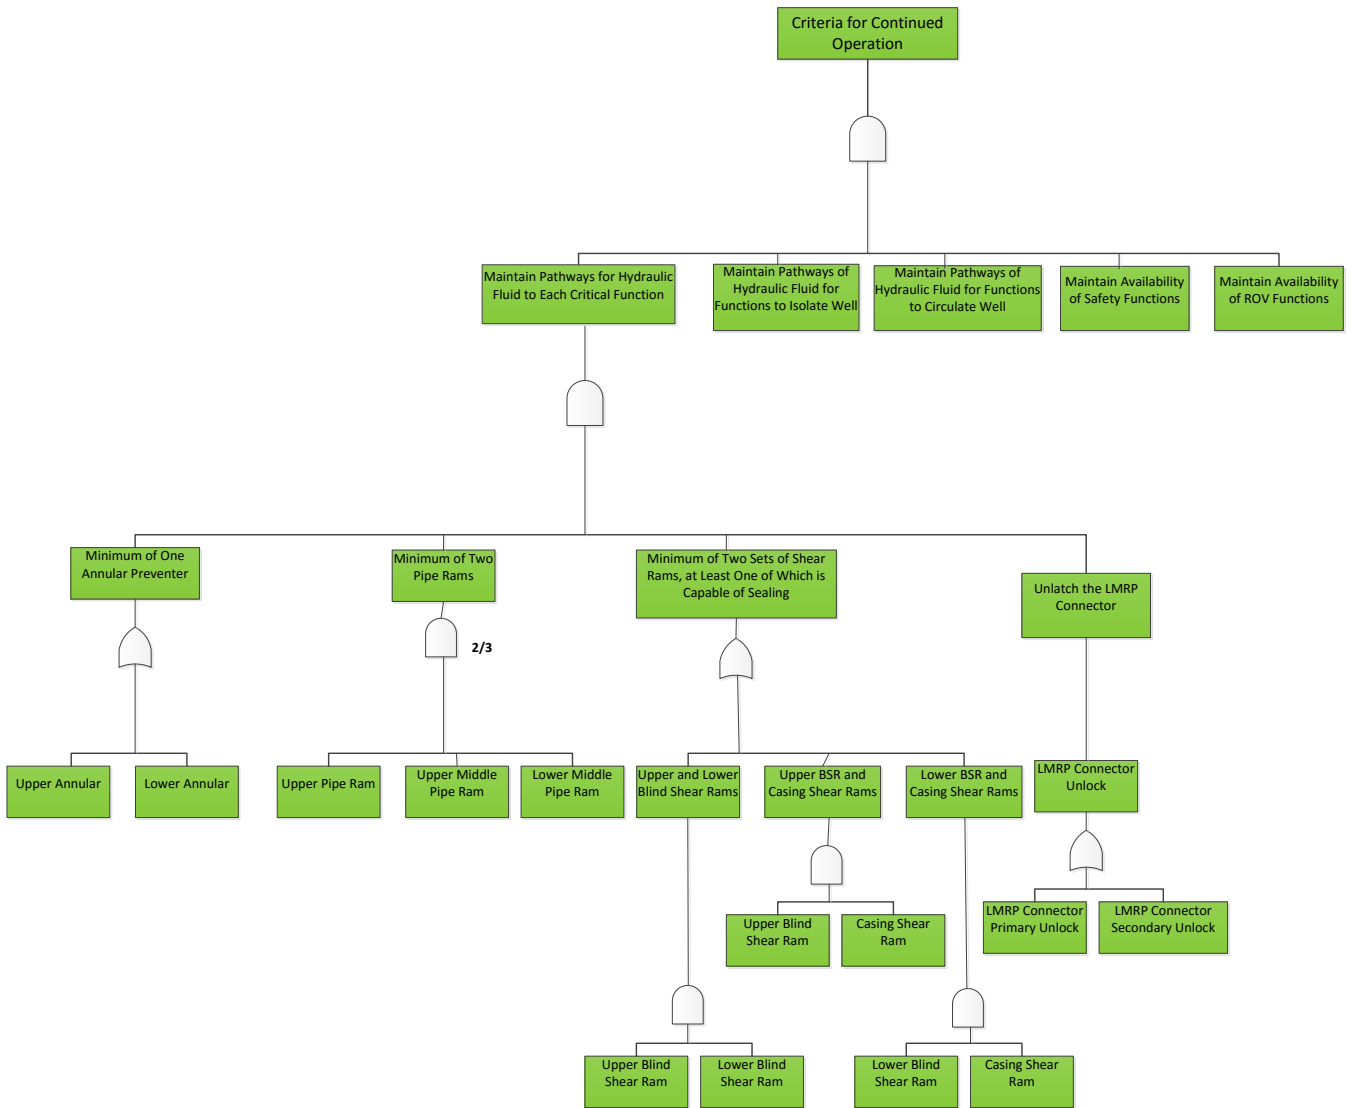 Criteria for Continued
Operation
Maintain Pathways for Hydraulic
Fluid to Each Critical Function
Maintain Pathways of
Hydraulic Fluid for
Functions to Isolate Well
Maintain Pathways of
Hydraulic Fluid for Functions
to Circulate Well
Maintain Availability
of Safety Functions
Maintain Availability
of ROV Functions
Minimum of One
Annular Preventer
Minimum of Two
Pipe Rams
2/3
Minimum of Two Sets of Shear
Rams, at Least One of Which is
Capable of Sealing
Unlatch the LMRP
Connector
Upper Annular
Lower Annular
Upper Pipe Ram
Upper Middle
Pipe Ram
Lower Middle
Pipe Ram
Upper and Lower
Blind Shear Rams
Upper BSR and
Casing Shear Rams
Lower BSR and
Casing Shear Rams
LMRP Connector
Unlock
Upper Blind
Shear Ram
Casing Shear
Ram
LMRP Connector
Primary Unlock
LMRP Connector
Secondary Unlock
Upper Blind
Shear Ram
Lower Blind
Shear Ram
Lower Blind
Shear Ram
Casing Shear
Ram